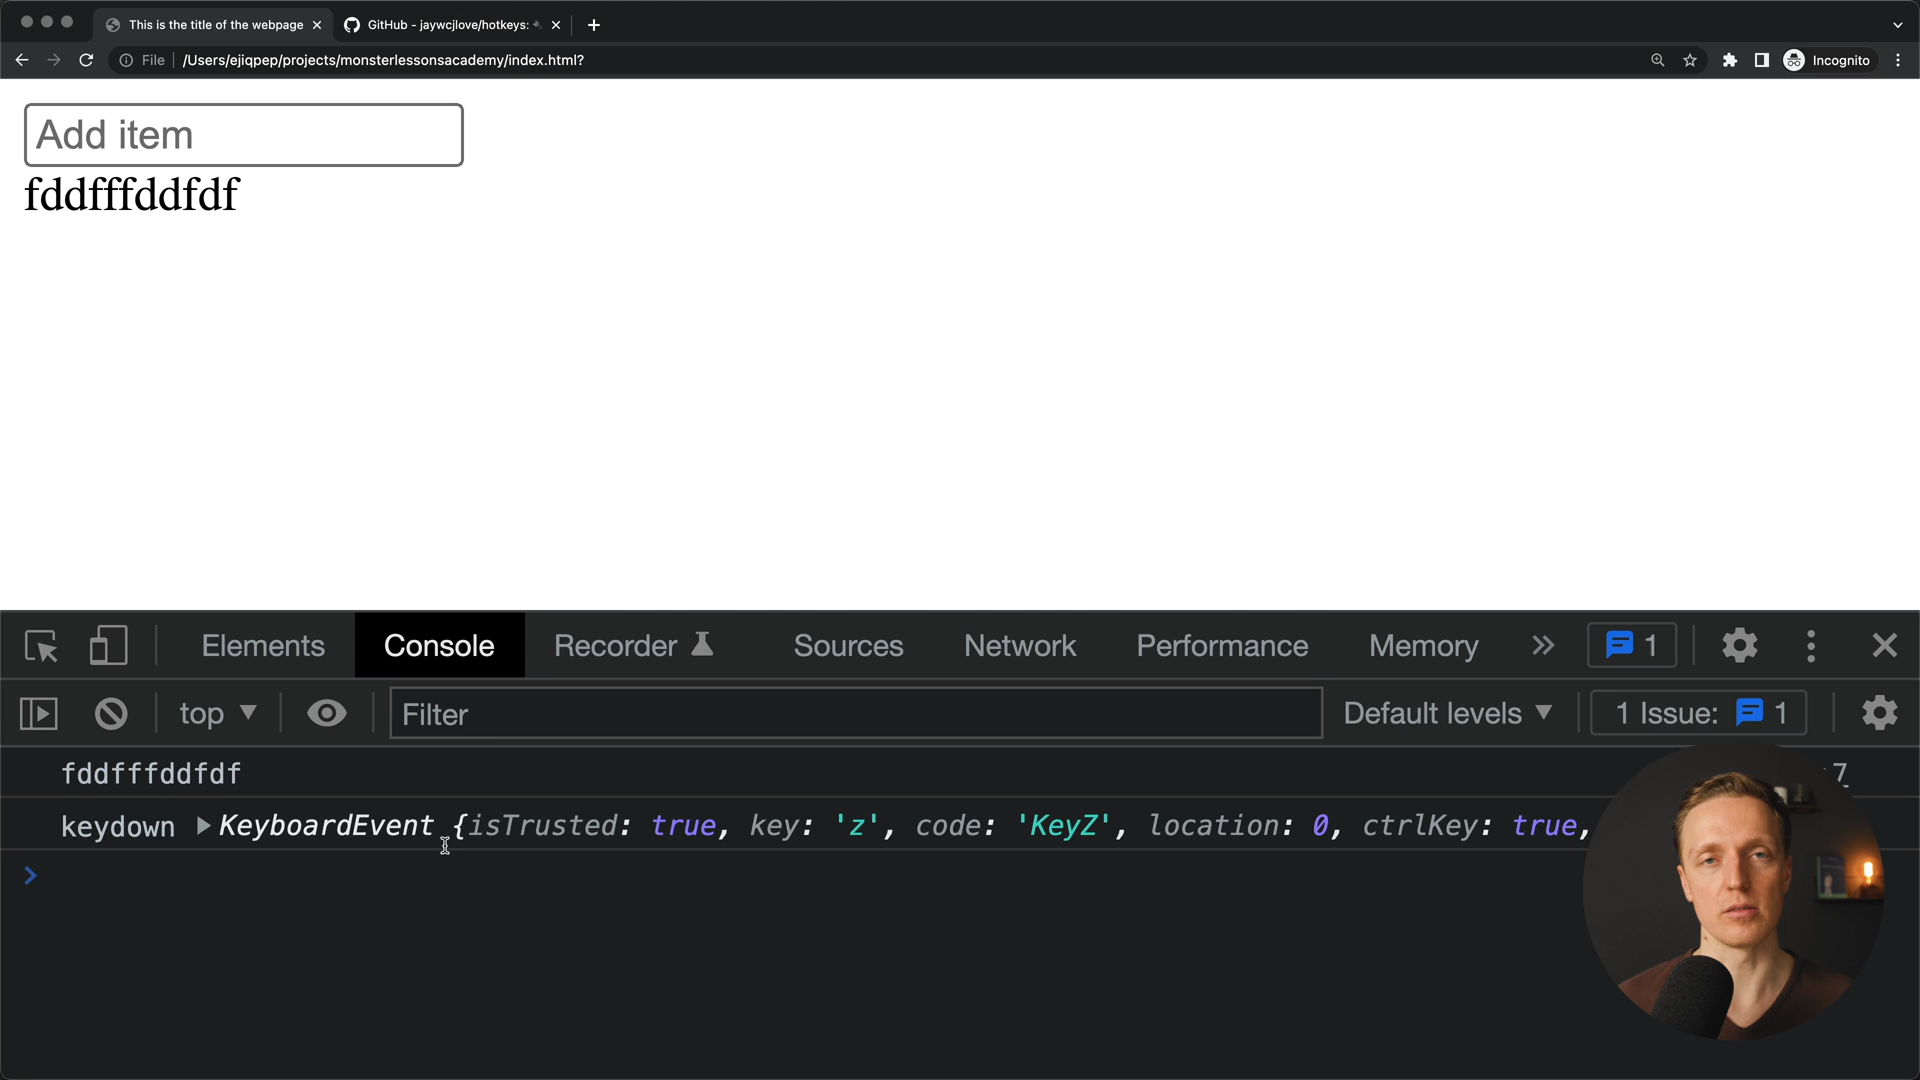 This is the title of the webpage
GitHub - jaywcjlove/hotkeys:
File
/Users/ejiqpep/projects/monsterlessonsacademy/index.html?
Incognito
Add item
fddfffddfdf
Elements
Console
Recorder
Sources
Network
Performance
Memory
1
top
Filter
Default levels
1 Issue: 1
fddfffddfdf
:7
keydown KeyboardEvent {isTrusted: true, key: 'z', code: 'KeyZ', location: 0, ctrlKey: true,